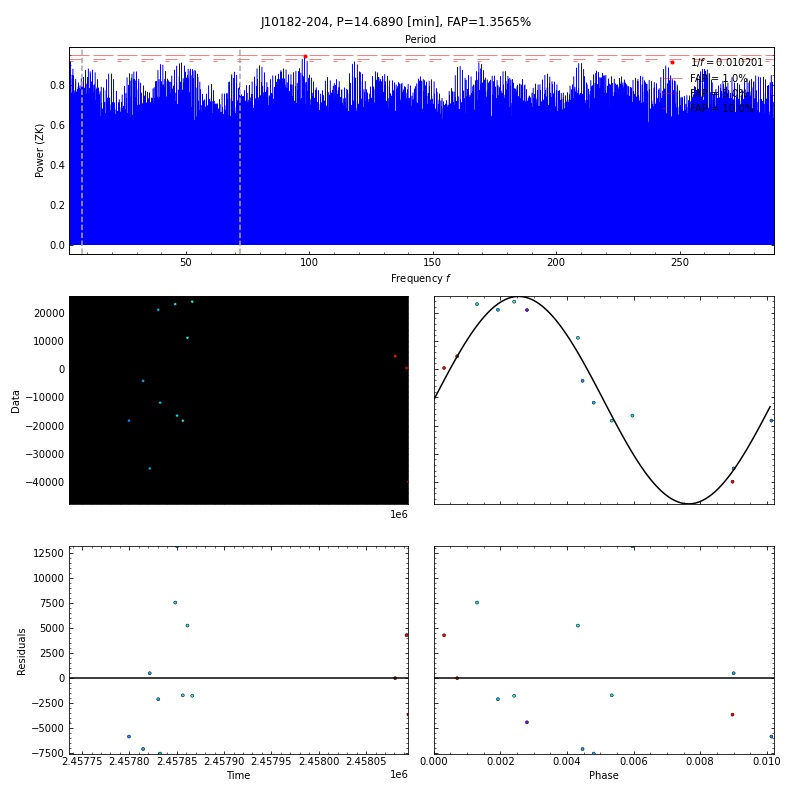 J10182-204, P=14.6890 [min], FAP=1.3565%
Period
1/f = 0.010201
FAP = 1.0%
Power (ZK)
0.8
0.6
0.4
0.2
0.0
50 100 150 200 250
Frequency f
Data
20000
10000
0
−10000
−20000
−30000
−40000
1e6
Residuals
12500
10000
7500
5000
2500
0
−2500
−5000
−7500
2.45775 2.45780 2.45785 2.45790 2.45795 2.45800 2.45805
Time
1e6
0.000 0.002 0.004 0.006 0.008 0.010
Phase